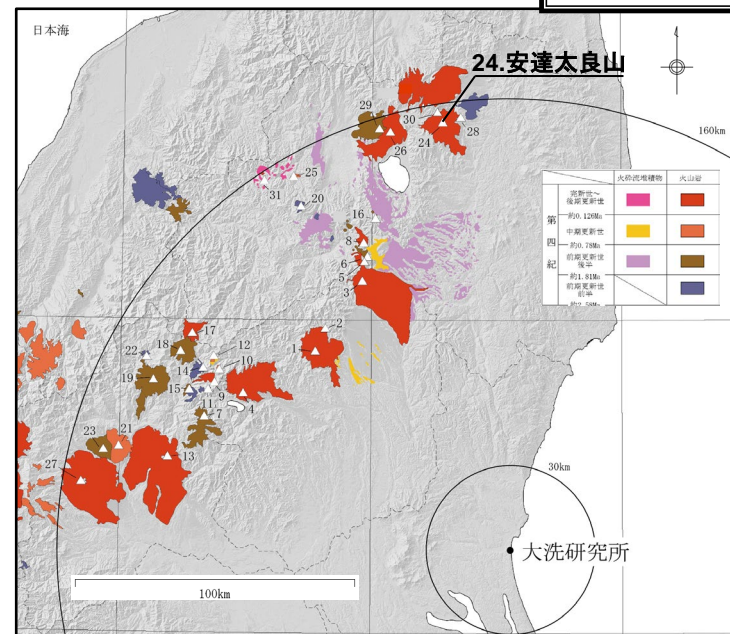 日本海
24.安達太良山
160km
29
30
24
28
26
25
31
20
16
8
6
5
3
火砕流堆積物
火山岩
第四紀
完新世～
後期更新世
約0.126Ma
中期更新世
約0.78Ma
前期更新世
後半
約1.81Ma
前期更新世
前半
約2.58Ma
2
17
1
18
12
22
14
10
19
15
9
4
11
7
23
21
13
27
30km
大洗研究所
100km